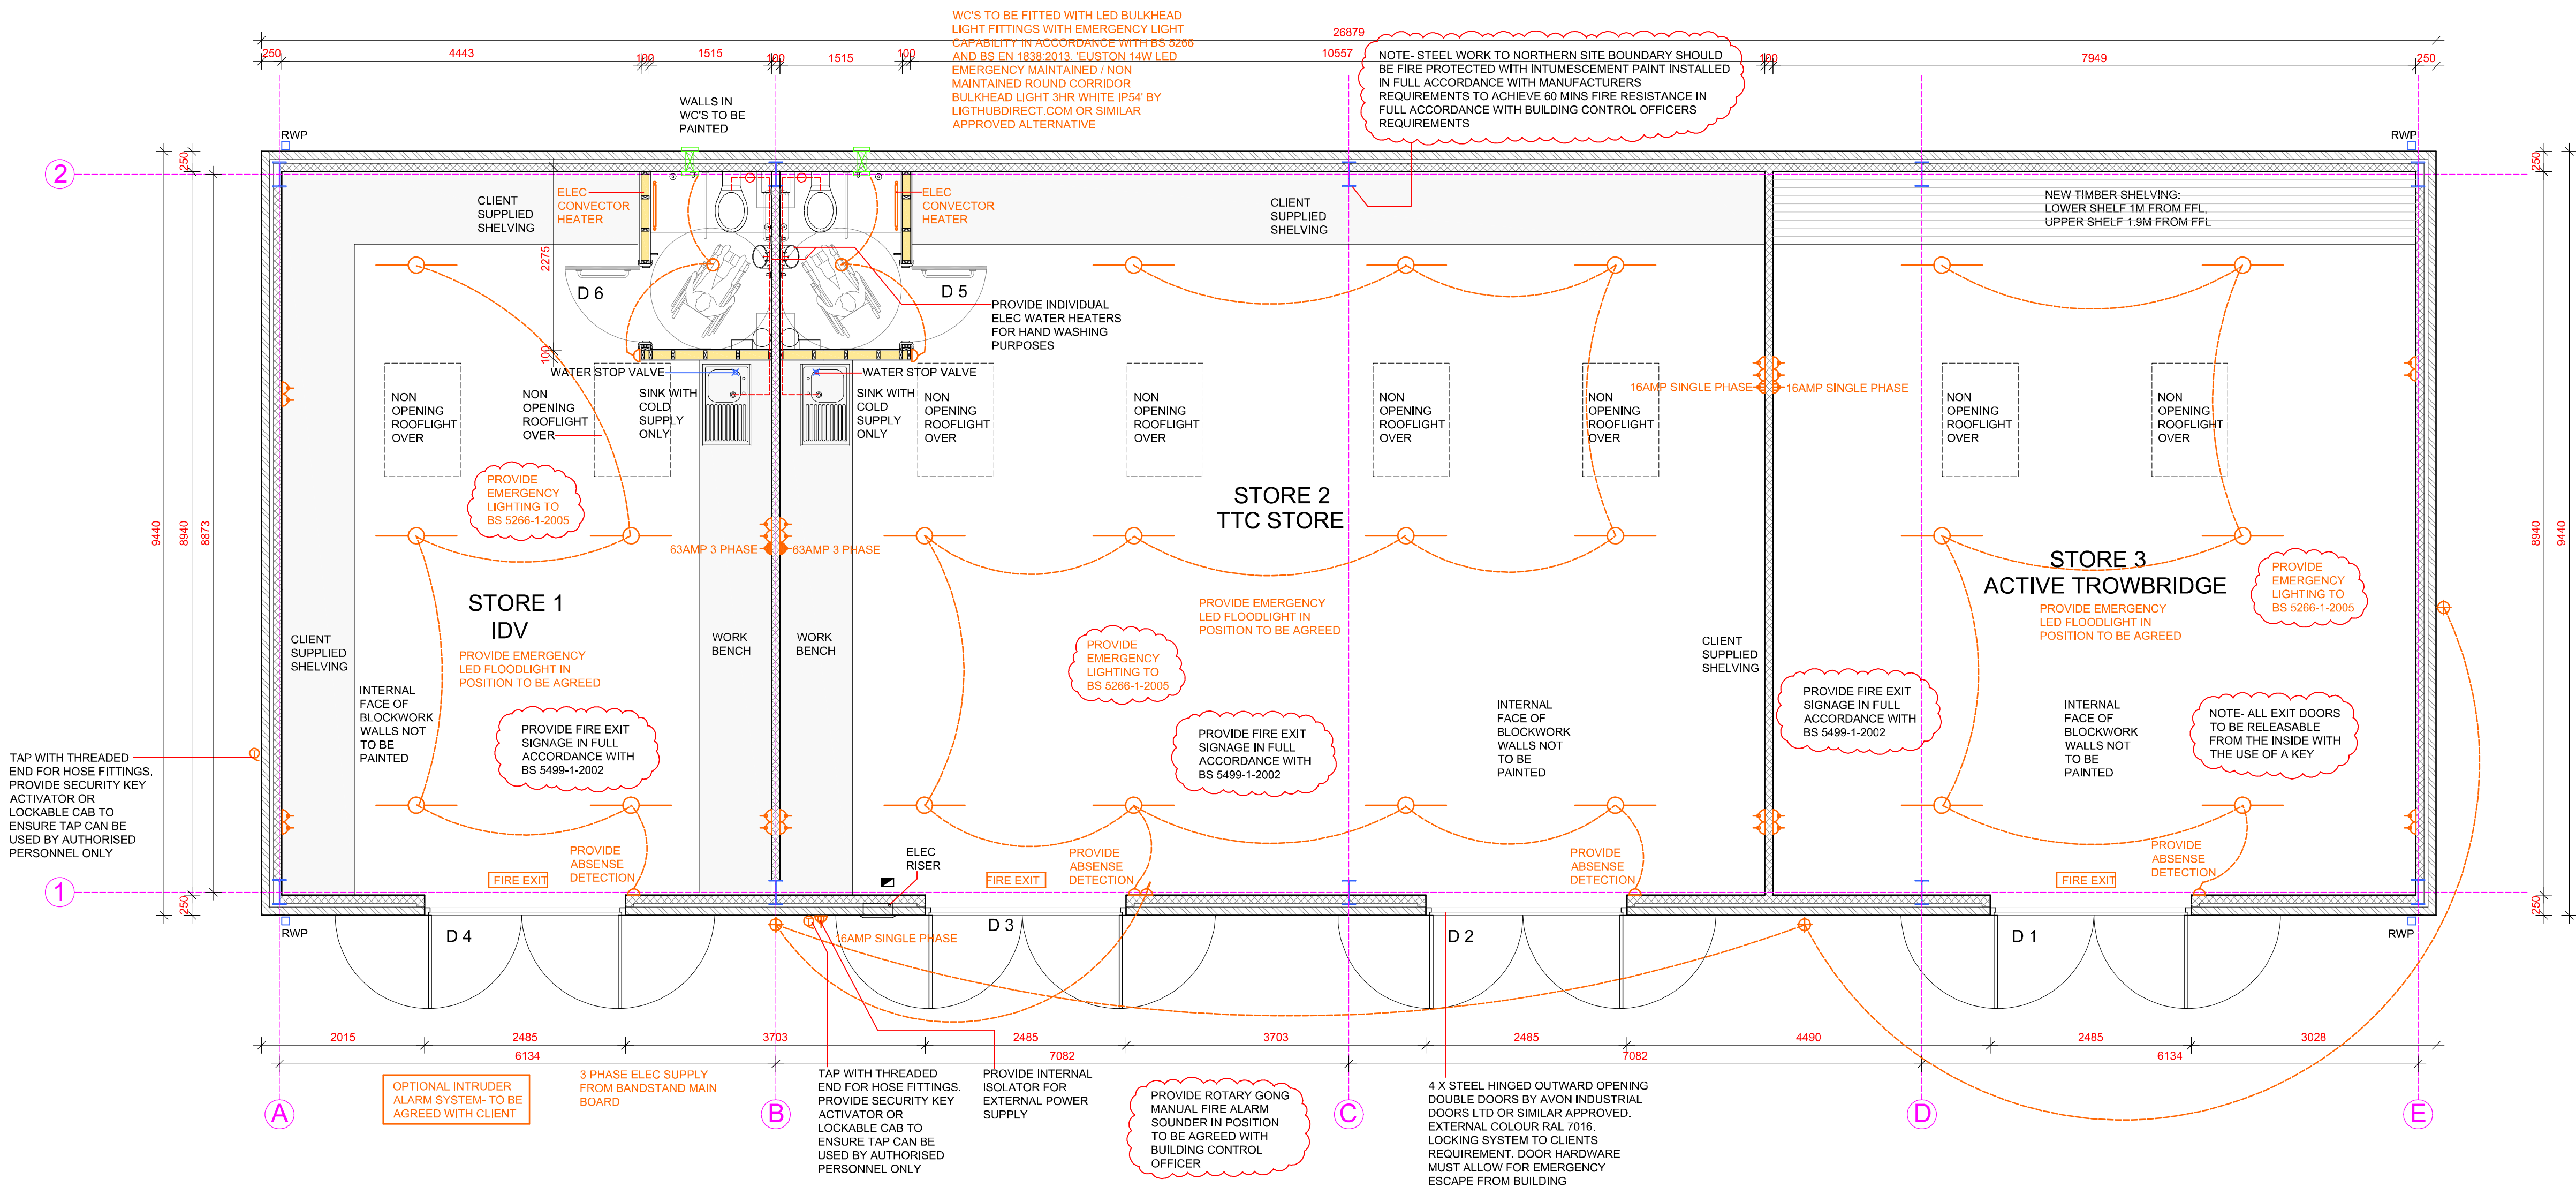 WC'S TO BE FITTED WITH LED BULKHEAD
LIGHT FITTINGS WITH EMERGENCY LIGHT
CAPABILITY IN ACCORDANCE WITH BS 5266
AND BS EN 1838:2013. 'EUSTON 14W LED
EMERGENCY MAINTAINED / NON
MAINTAINED ROUND CORRIDOR
BULKHEAD LIGHT 3HR WHITE IP54' BY
LIGTHUBDIRECT.COM OR SIMILAR
APPROVED ALTERNATIVE
26879
250
4443
100
1515
100
1515
100
10557
100
7949
250
NOTE- STEEL WORK TO NORTHERN SITE BOUNDARY SHOULD
BE FIRE PROTECTED WITH INTUMESCEMENT PAINT INSTALLED
IN FULL ACCORDANCE WITH MANUFACTURERS
REQUIREMENTS TO ACHIEVE 60 MINS FIRE RESISTANCE IN
FULL ACCORDANCE WITH BUILDING CONTROL OFFICERS
REQUIREMENTS
WALLS IN
WC'S TO BE
PAINTED
RWP
RWP
2
250
250
ELEC
CONVECTOR
HEATER
ELEC
CONVECTOR
HEATER
CLIENT
SUPPLIED
SHELVING
CLIENT
SUPPLIED
SHELVING
NEW TIMBER SHELVING:
LOWER SHELF 1M FROM FFL,
UPPER SHELF 1.9M FROM FFL
2275
100
D 6
D 5
PROVIDE INDIVIDUAL
ELEC WATER HEATERS
FOR HAND WASHING
PURPOSES
WATER STOP VALVE
WATER STOP VALVE
SINK WITH
COLD
SUPPLY
ONLY
SINK WITH
COLD
SUPPLY
ONLY
NON
OPENING
ROOFLIGHT
OVER
NON
OPENING
ROOFLIGHT
OVER
NON
OPENING
ROOFLIGHT
OVER
NON
OPENING
ROOFLIGHT
OVER
NON
OPENING
ROOFLIGHT
OVER
NON
OPENING
ROOFLIGHT
OVER
NON
OPENING
ROOFLIGHT
OVER
NON
OPENING
ROOFLIGHT
OVER
16AMP SINGLE PHASE
16AMP SINGLE PHASE
9440
8940
8873
8940
9440
PROVIDE
EMERGENCY
LIGHTING TO
BS 5266-1-2005
63AMP 3 PHASE
63AMP 3 PHASE
STORE 1
IDV
PROVIDE EMERGENCY
LED FLOODLIGHT IN
POSITION TO BE AGREED
STORE 2
TTC STORE
PROVIDE EMERGENCY
LED FLOODLIGHT IN
POSITION TO BE AGREED
PROVIDE
EMERGENCY
LIGHTING TO
BS 5266-1-2005
STORE 3
ACTIVE TROWBRIDGE
PROVIDE EMERGENCY
LED FLOODLIGHT IN
POSITION TO BE AGREED
PROVIDE
EMERGENCY
LIGHTING TO
BS 5266-1-2005
CLIENT
SUPPLIED
SHELVING
WORK
BENCH
WORK
BENCH
CLIENT
SUPPLIED
SHELVING
INTERNAL
FACE OF
BLOCKWORK
WALLS NOT
TO BE
PAINTED
PROVIDE FIRE EXIT
SIGNAGE IN FULL
ACCORDANCE WITH
BS 5499-1-2002
PROVIDE FIRE EXIT
SIGNAGE IN FULL
ACCORDANCE WITH
BS 5499-1-2002
INTERNAL
FACE OF
BLOCKWORK
WALLS NOT
TO BE
PAINTED
PROVIDE FIRE EXIT
SIGNAGE IN FULL
ACCORDANCE WITH
BS 5499-1-2002
INTERNAL
FACE OF
BLOCKWORK
WALLS NOT
TO BE
PAINTED
NOTE- ALL EXIT DOORS
TO BE RELEASABLE
FROM THE INSIDE WITH
THE USE OF A KEY
TAP WITH THREADED
END FOR HOSE FITTINGS.
PROVIDE SECURITY KEY
ACTIVATOR OR
LOCKABLE CAB TO
ENSURE TAP CAN BE
USED BY AUTHORISED
PERSONNEL ONLY
PROVIDE
ABSENSE
DETECTION
ELEC
RISER
PROVIDE
ABSENSE
DETECTION
PROVIDE
ABSENSE
DETECTION
PROVIDE
ABSENSE
DETECTION
FIRE EXIT
FIRE EXIT
FIRE EXIT
1
250
250
RWP
RWP
D 4
16AMP SINGLE PHASE
D 3
D 2
D 1
2015
2485
3703
2485
3703
2485
4490
2485
3028
6134
7082
7082
6134
OPTIONAL INTRUDER
ALARM SYSTEM- TO BE
AGREED WITH CLIENT
3 PHASE ELEC SUPPLY
FROM BANDSTAND MAIN
BOARD
TAP WITH THREADED
END FOR HOSE FITTINGS.
PROVIDE SECURITY KEY
ACTIVATOR OR
LOCKABLE CAB TO
ENSURE TAP CAN BE
USED BY AUTHORISED
PERSONNEL ONLY
PROVIDE INTERNAL
ISOLATOR FOR
EXTERNAL POWER
SUPPLY
PROVIDE ROTARY GONG
MANUAL FIRE ALARM
SOUNDER IN POSITION
TO BE AGREED WITH
BUILDING CONTROL
OFFICER
4 X STEEL HINGED OUTWARD OPENING
DOUBLE DOORS BY AVON INDUSTRIAL
DOORS LTD OR SIMILAR APPROVED.
EXTERNAL COLOUR RAL 7016.
LOCKING SYSTEM TO CLIENTS
REQUIREMENT. DOOR HARDWARE
MUST ALLOW FOR EMERGENCY
ESCAPE FROM BUILDING
A
B
C
D
E